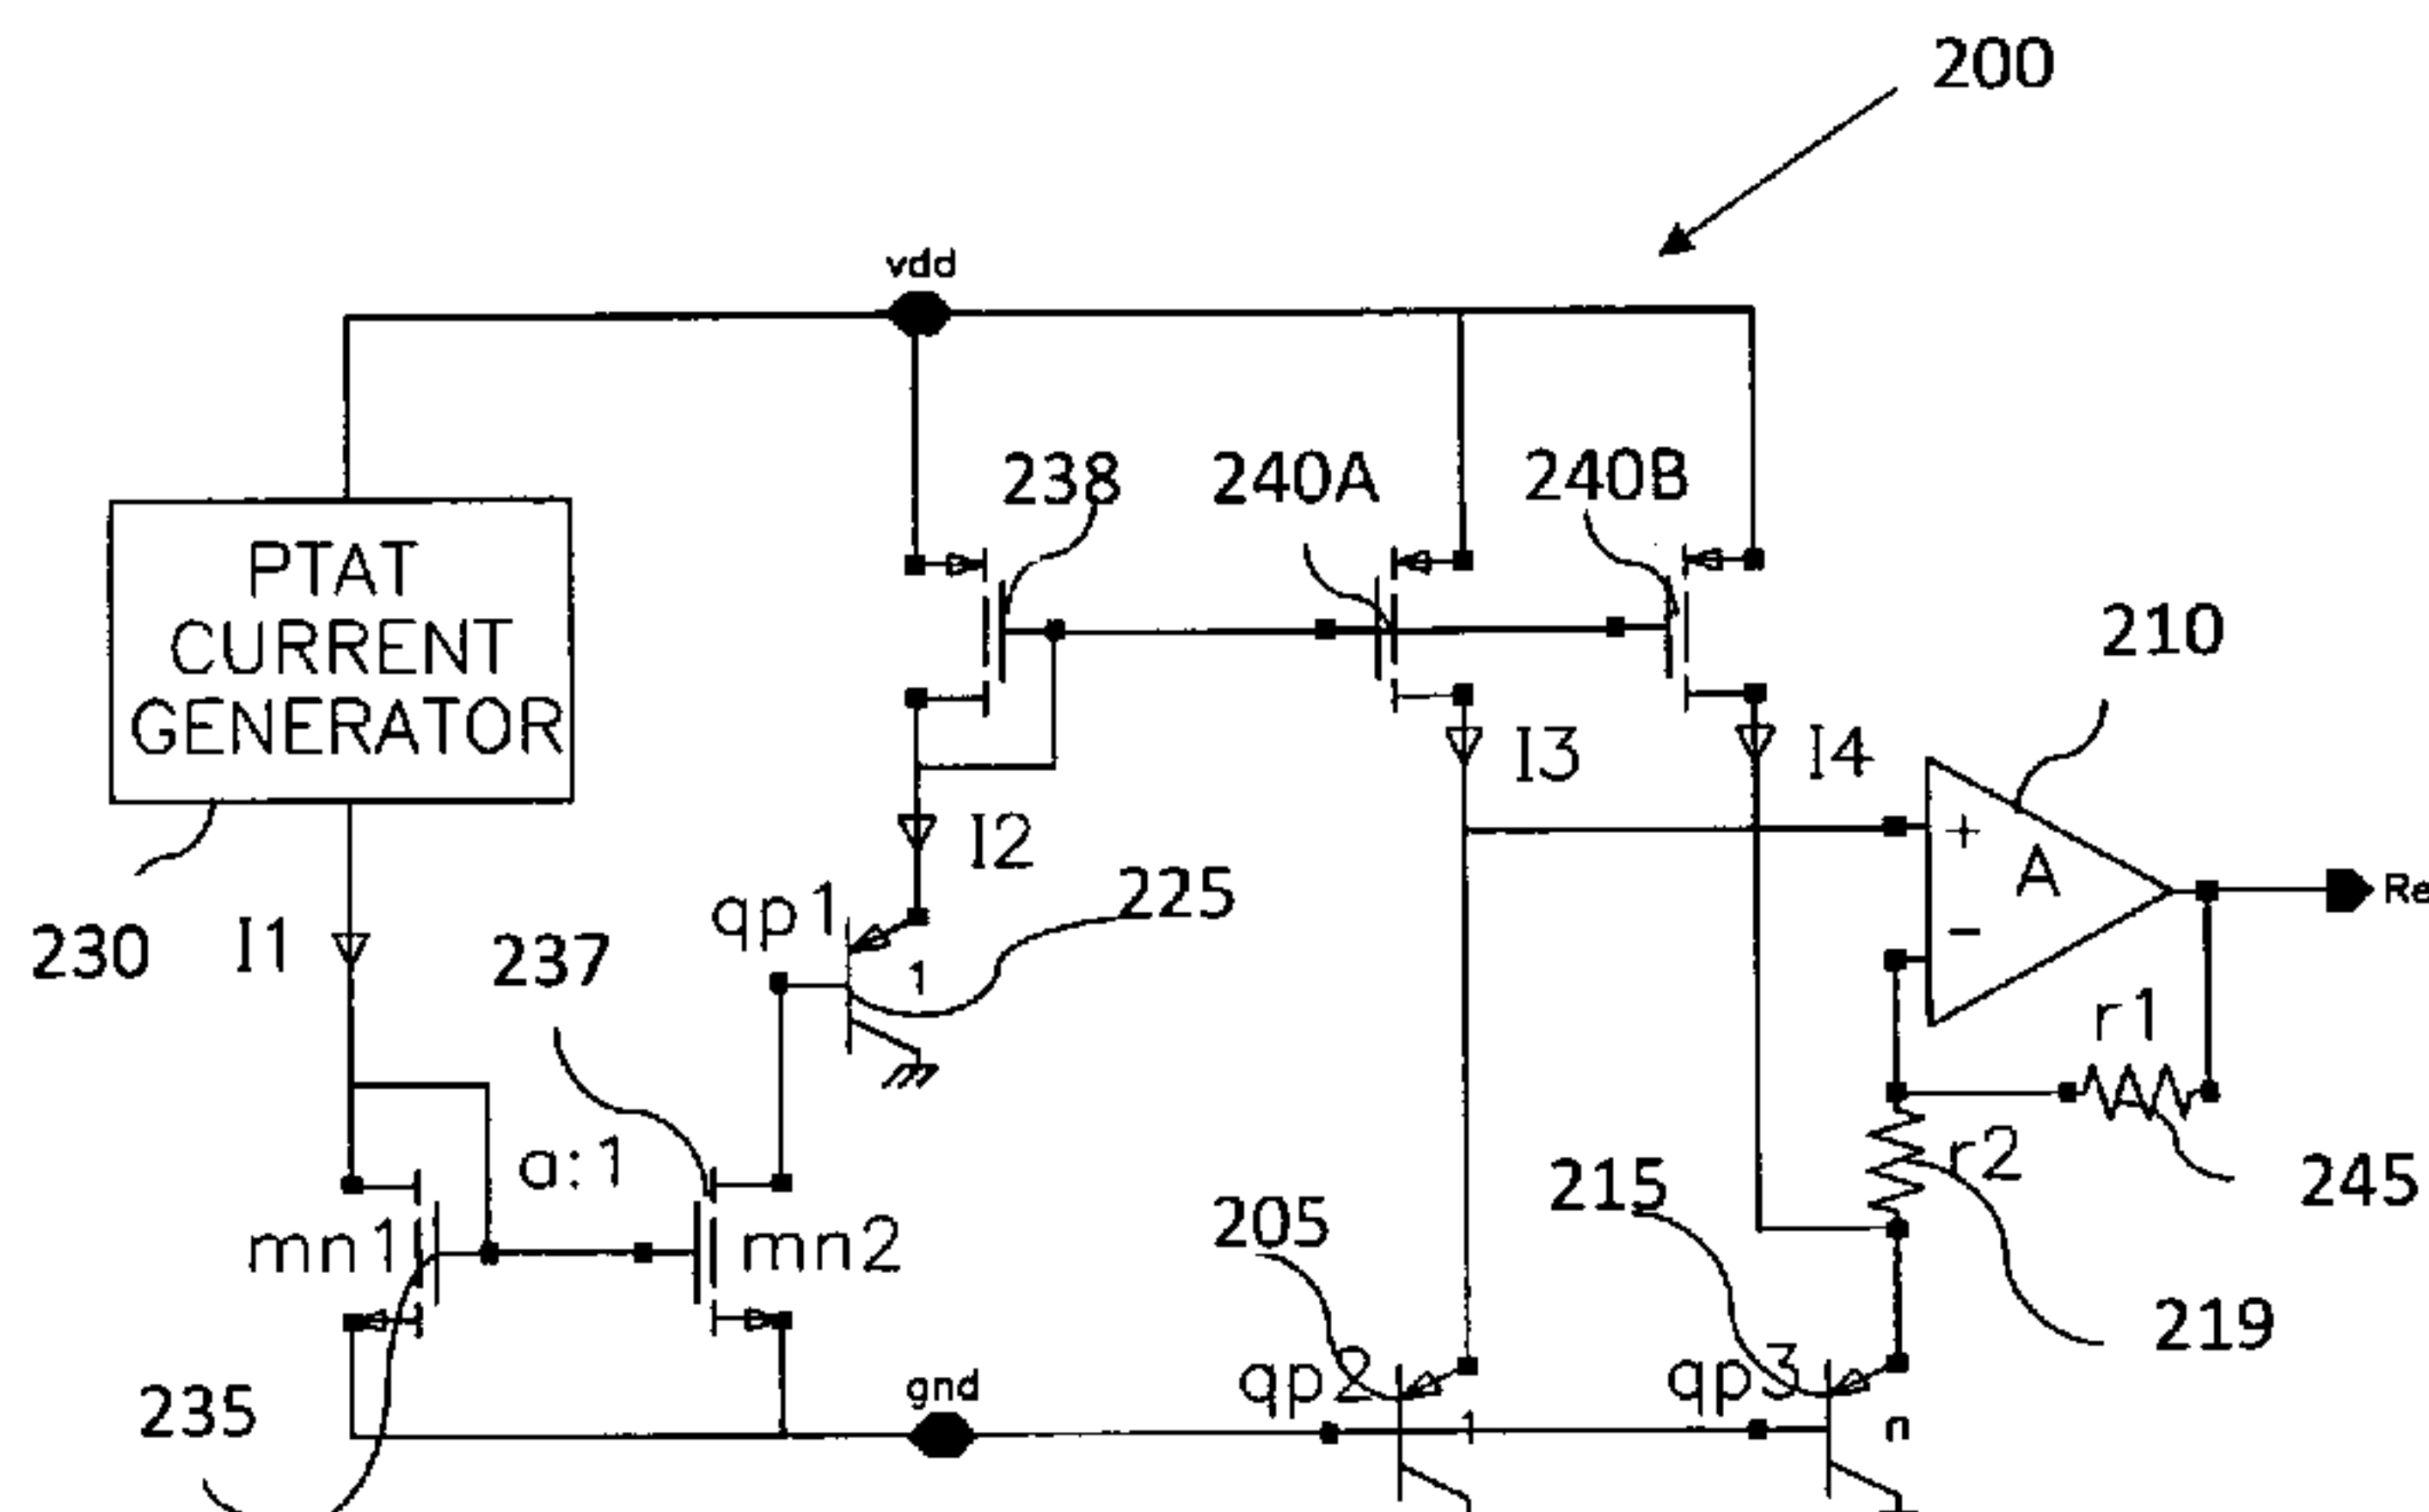 200
vdd
238
240A
240B
PTAT
CURRENT
GENERATOR
210
I3
I4
I2
+
A
-
qp1
225
Re
230
I1
237
1
r1
a:1
r2
245
mn1
mn2
205
215
219
235
gnd
qp2
qp3
1
n